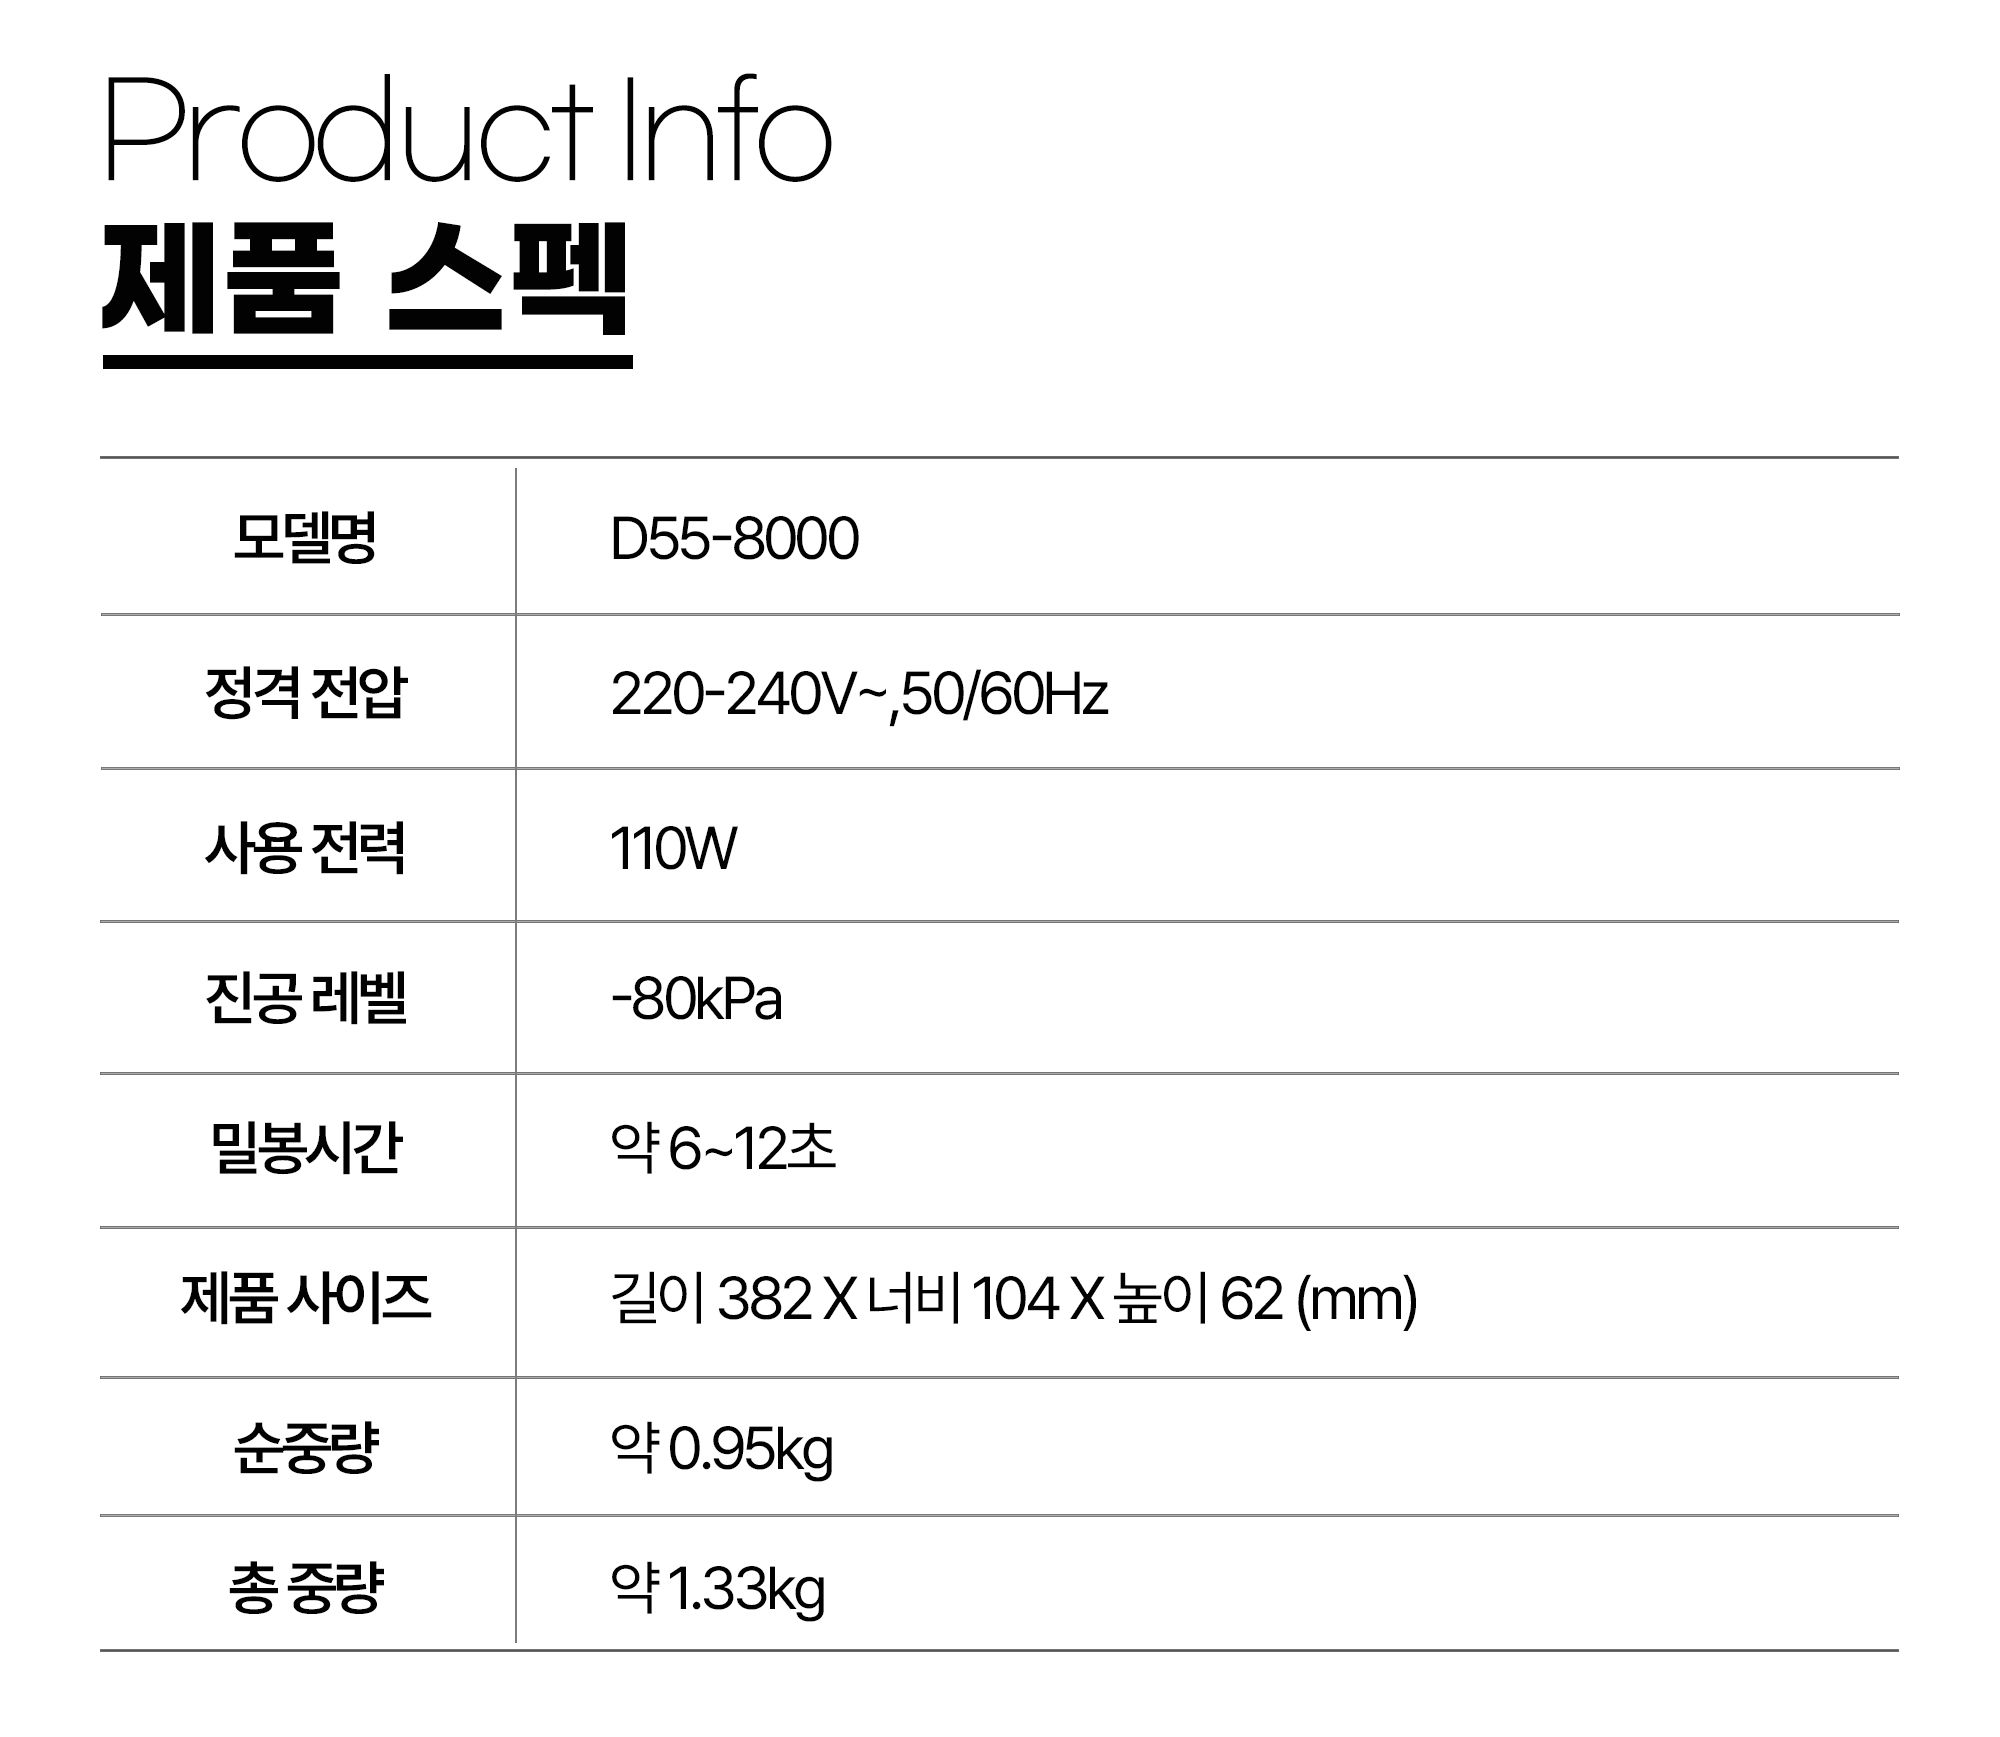 Product Info
제품 스펙
모델명 D55-8000
정격 전압 220-240V~,50/60Hz
사용 전력 110W
진공 레벨 -80kPa
밀봉시간 약 6~12초
제품 사이즈 길이 382 X 너비 104 X 높이 62 (mm)
순중량 약 0.95kg
총 중량 약 1.33kg